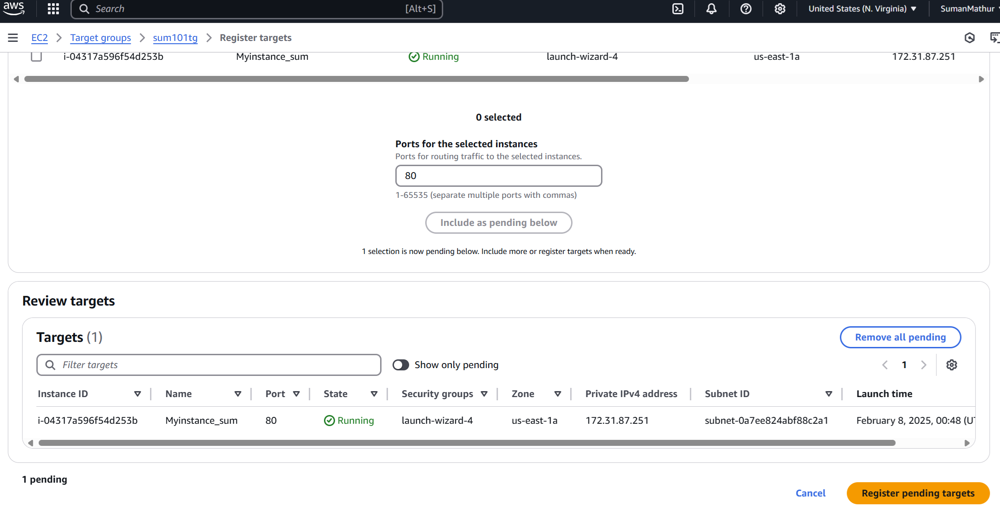 aws
Search [Alt+S] United States (N. Virginia) SumanMathur
EC2 Target groups sum101tg Register targets
i-04317a596f54d253b Myinstance_sum Running launch-wizard-4 us-east-1a 172.31.87.251
0 selected
Ports for the selected instances
Ports for routing traffic to the selected instances.
80
1-65535 (separate multiple ports with commas)
Include as pending below
1 selection is now pending below. Include more or register targets when ready.
Review targets
Targets (1) Remove all pending
Filter targets Show only pending 1
Instance ID Name Port State Security groups Zone Private IPv4 address Subnet ID Launch time
i-04317a596f54d253b Myinstance_sum 80 Running launch-wizard-4 us-east-1a 172.31.87.251 subnet-0a7ee824abf88c2a1 February 8, 2025, 00:48 (UT
1 pending
Cancel Register pending targets